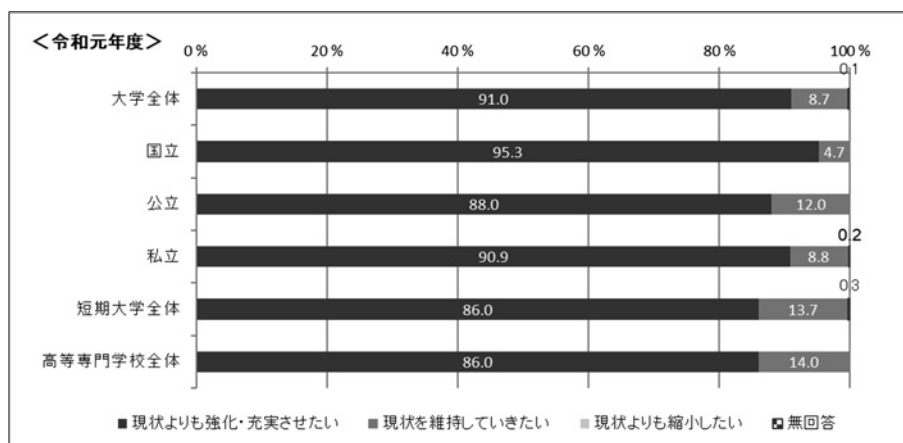 <令和元年度>
0% 20% 40% 60% 80% 100%
0.1
大学全体 91.0 8.7
国立 95.3 4.7
公立 88.0 12.0
0.2
私立 90.9 8.8
0.3
短期大学全体 86.0 13.7
高等専門学校全体 86.0 14.0
■現状よりも強化・充実させたい ■現状を維持していきたい ■現状よりも縮小したい 無回答